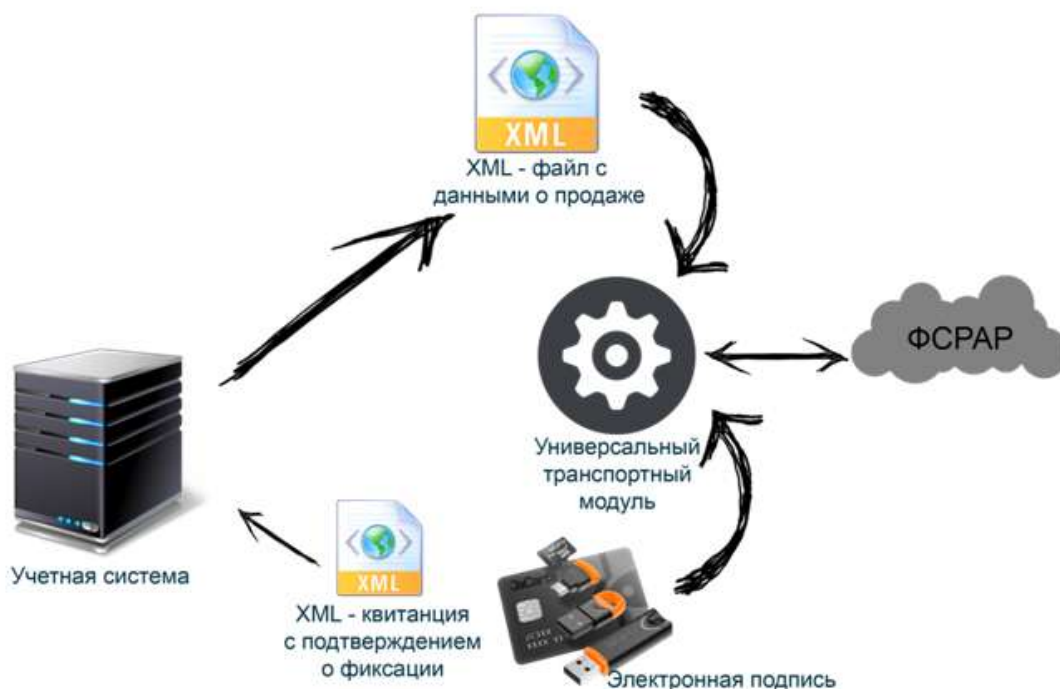 XML
XML - файл с
данными о продаже
ФСРАР
Универсальный
транспортный
модуль
Учетная система
XML
XML - квитанция
с подтверждением
о фиксации
Электронная подпись